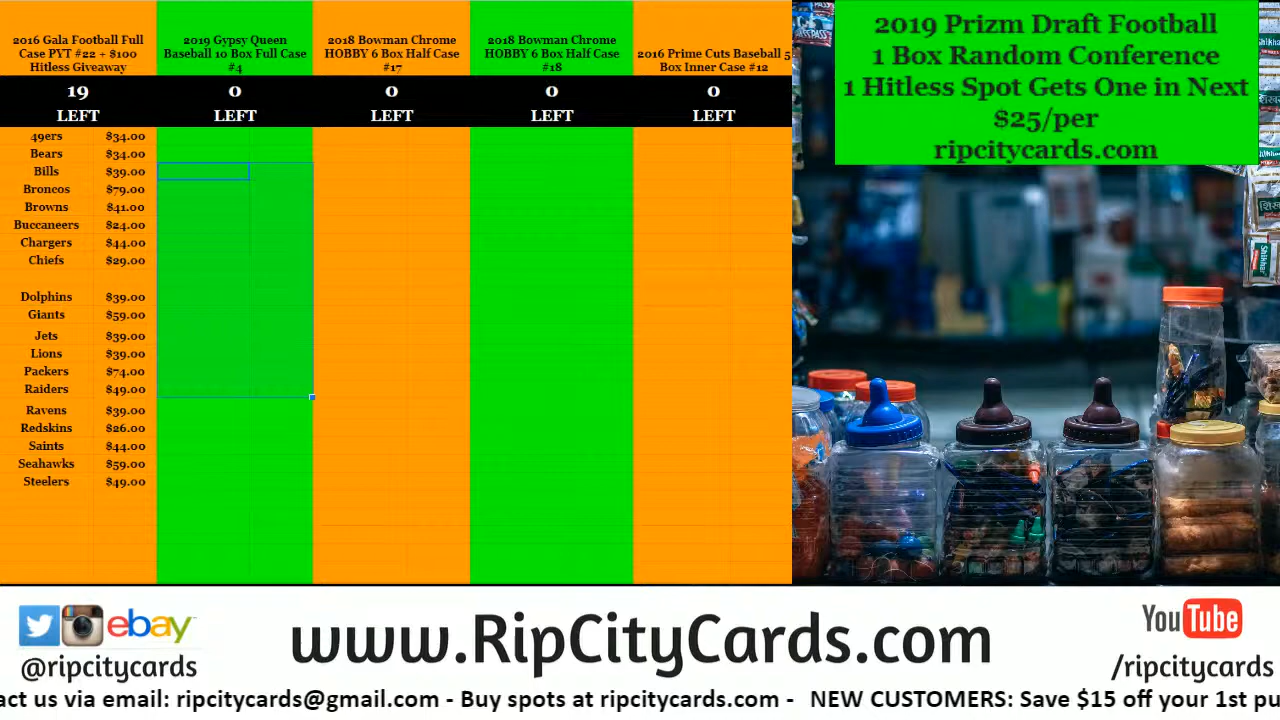 2016 Gala Football Full
Case PYT #22 + $100
Hitless Giveaway
2019 Gypsy Queen
Baseball 10 Box Full Case
#4
2018 Bowman Chrome
HOBBY 6 Box Half Case
#17
2018 Bowman Chrome
HOBBY 6 Box Half Case
#18
2016 Prime Cuts Baseball 5
Box Inner Case #12
19 0 0 0 0
LEFT LEFT LEFT LEFT LEFT
49ers $34.00
Bears $34.00
Bills $39.00
Broncos $79.00
Browns $41.00
Buccaneers $24.00
Chargers $44.00
Chiefs $29.00
Dolphins $39.00
Giants $59.00
Jets $39.00
Lions $39.00
Packers $74.00
Raiders $49.00
Ravens $39.00
Redskins $26.00
Saints $44.00
Seahawks $59.00
Steelers $49.00
2019 Prizm Draft Football
1 Box Random Conference
1 Hitless Spot Gets One in Next
$25/per
ripcitycards.com
Shikhar
ebay
@ripcitycards
www.RipCityCards.com
YouTube
/ripcitycards
act us via email: ripcitycards@gmail.com - Buy spots at ripcitycards.com - NEW CUSTOMERS: Save $15 off your 1st pu